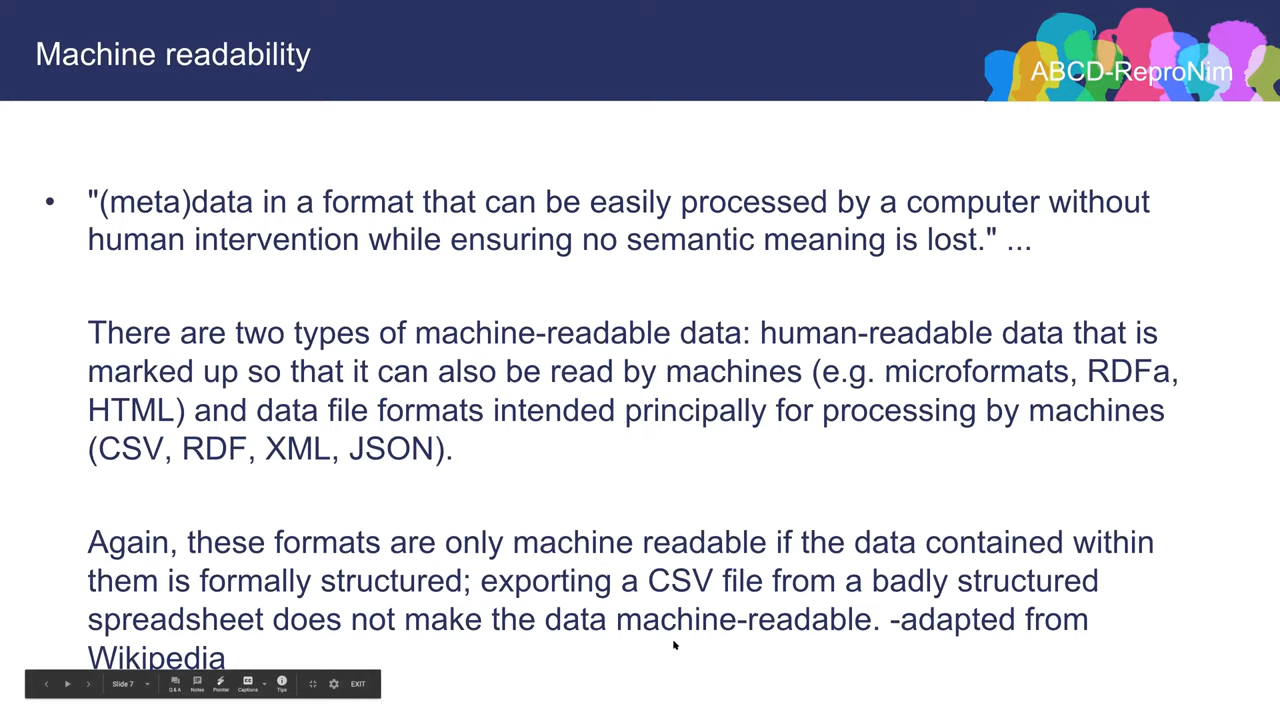 Machine readability
ABCD-ReproNim
• "(meta)data in a format that can be easily processed by a computer without
human intervention while ensuring no semantic meaning is lost." ...
There are two types of machine-readable data: human-readable data that is
marked up so that it can also be read by machines (e.g. microformats, RDFa,
HTML) and data file formats intended principally for processing by machines
(CSV, RDF, XML, JSON).
Again, these formats are only machine readable if the data contained within
them is formally structured; exporting a CSV file from a badly structured
spreadsheet does not make the data machine-readable. -adapted from
Wikipedia
Slide 7 Q & A Notes Pointer CC Captions Tips EXIT